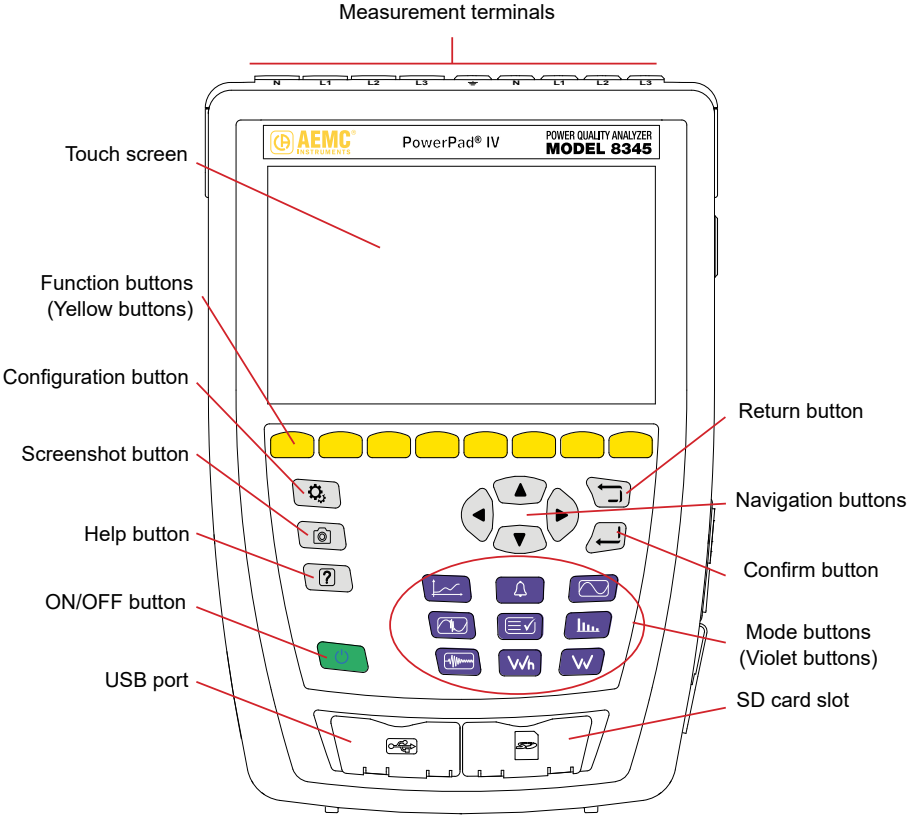 Measurement terminals
N L1 L2 L3 N L1 L2 L3
AEMC®
INSTRUMENTS
PowerPad® IV
POWER QUALITY ANALYZER
MODEL 8345
Touch screen
Function buttons
(Yellow buttons)
Configuration button
Return button
Screenshot button
Navigation buttons
Help button
?
Confirm button
ON/OFF button
Mode buttons
(Violet buttons)
Wh W
USB port
SD card slot
SD